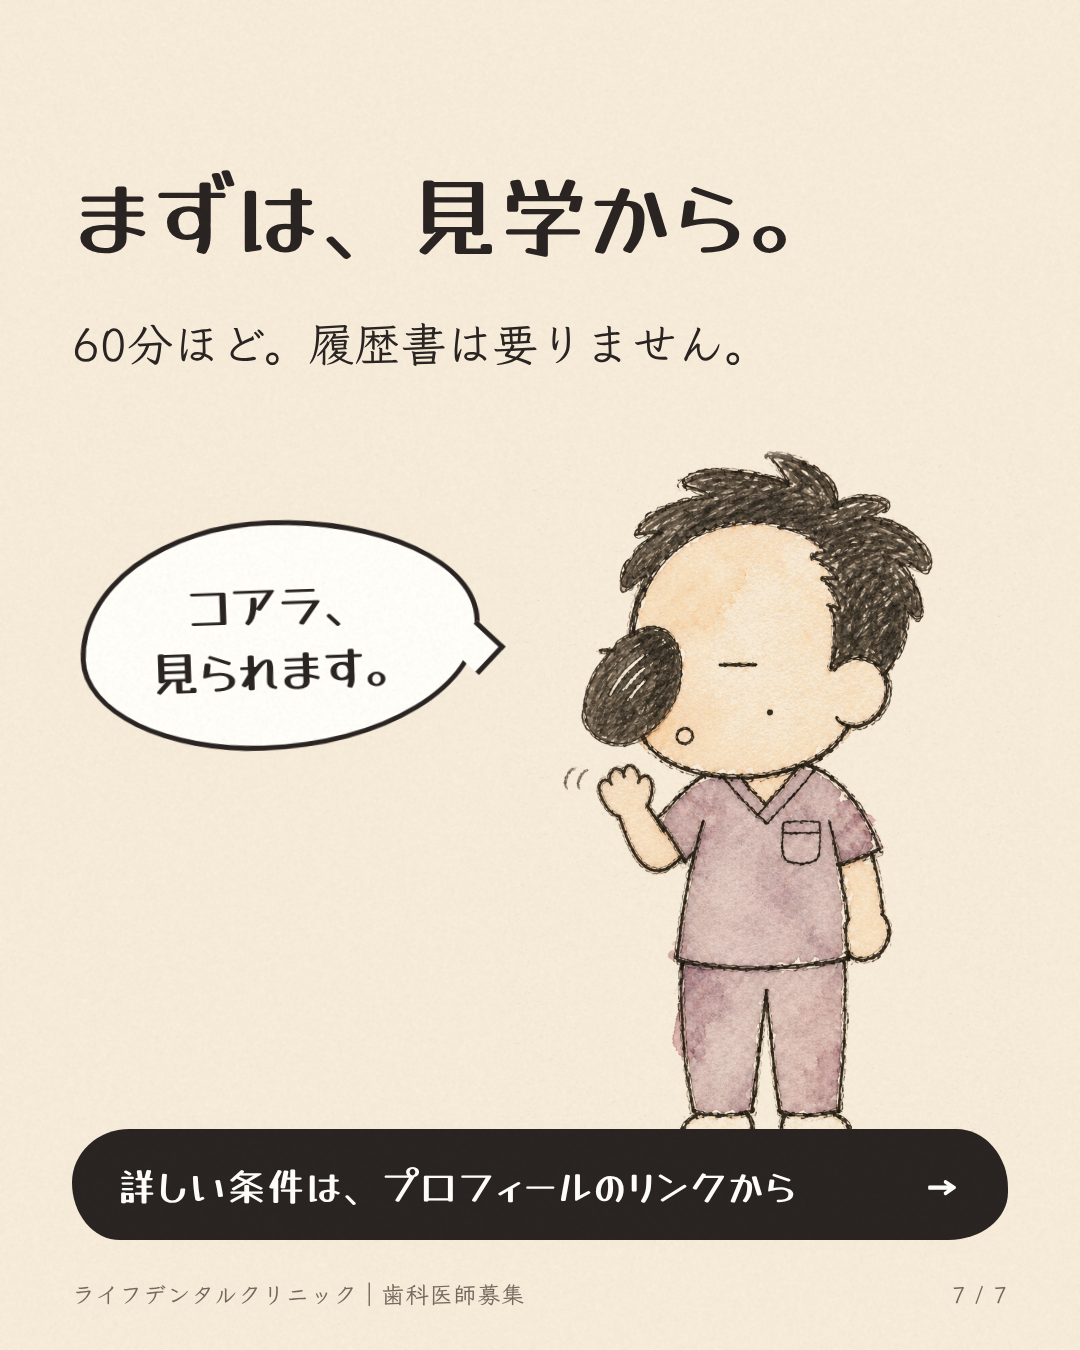 まずは、見学から。
60分ほど。履歴書は要りません。
コアラ、
見られます。
詳しい条件は、プロフィールのリンクから →
ライフデンタルクリニック｜歯科医師募集
7 / 7